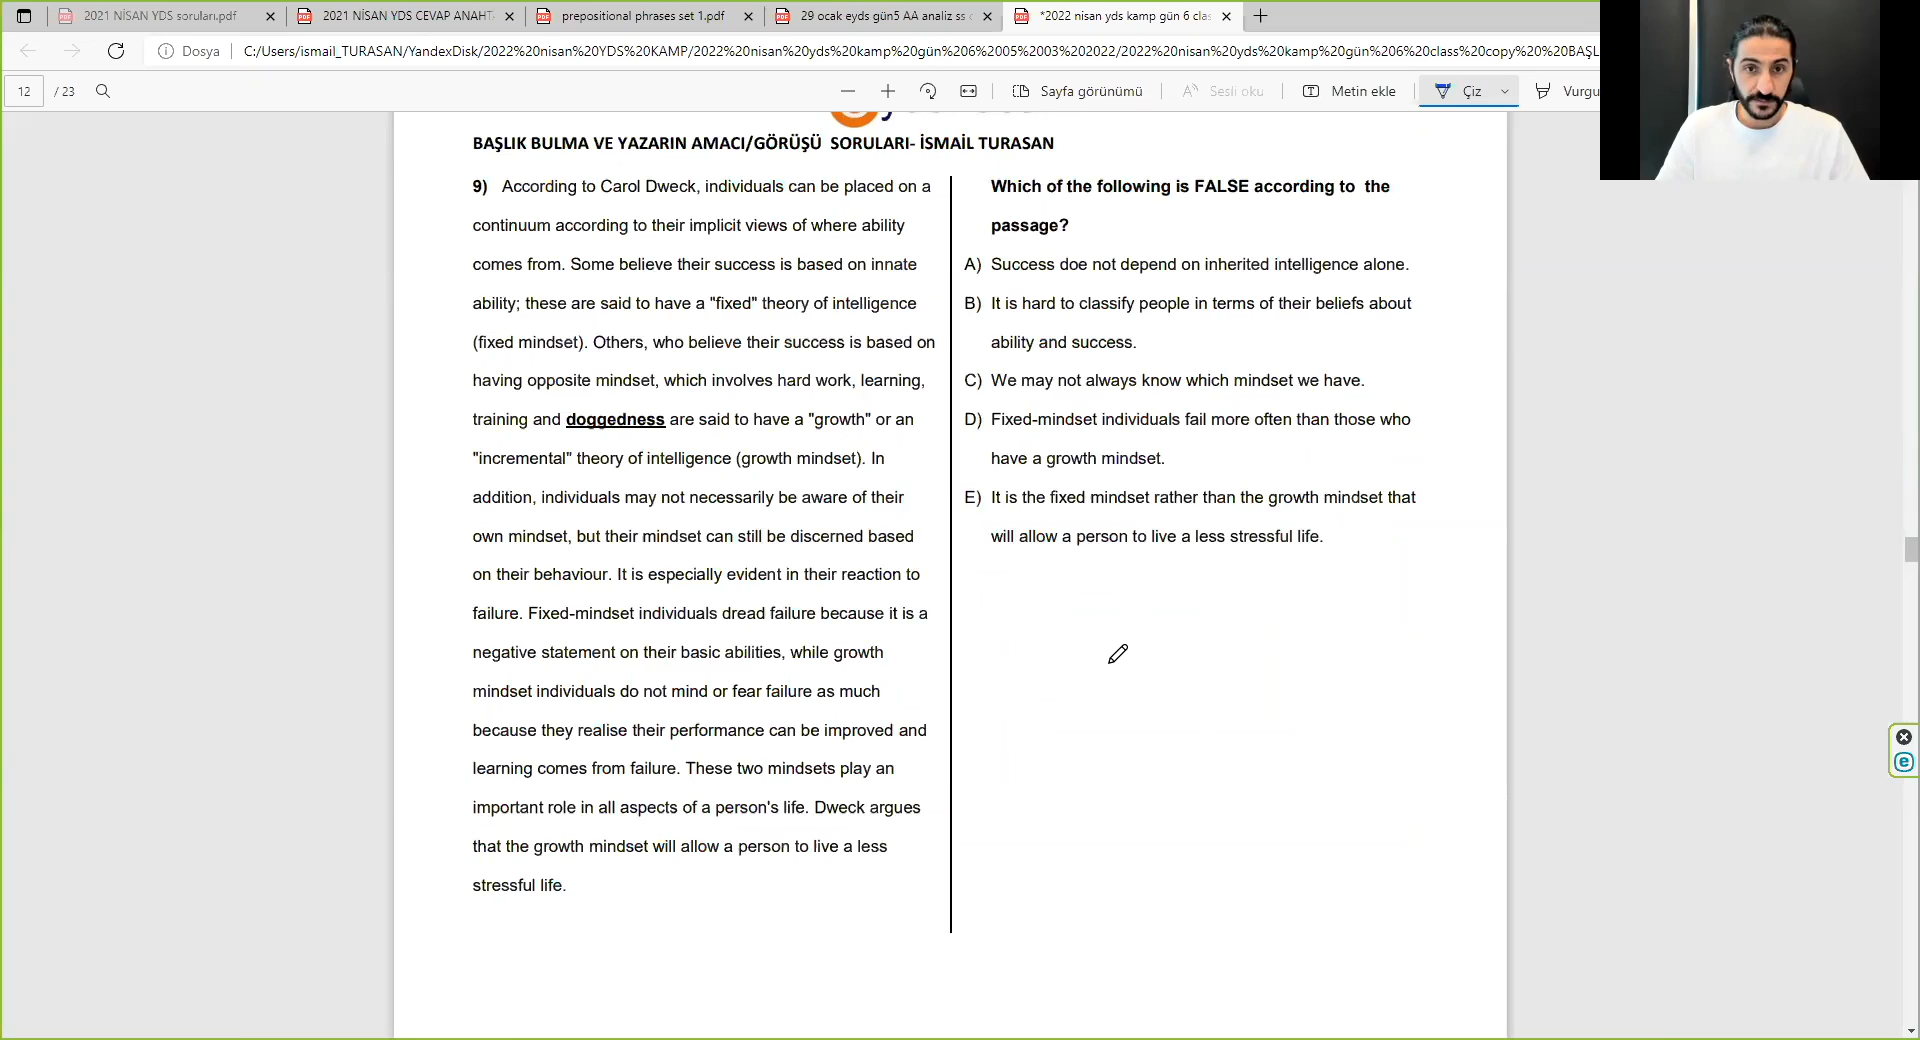 2021 NİSAN YDS soruları.pdf
2021 NİSAN YDS CEVAP ANAHT
prepositional phrases set 1.pdf
29 ocak eyds gün5 AA analiz ss
*2022 nisan yds kamp gün 6 clas
Dosya
C:/Users/ismail_TURASAN/YandexDisk/2022%20nisan%20YDS%20KAMP/2022%20nisan%20yds%20kamp%20gün%206%2005%2003%202022/2022%20nisan%20yds%20kamp%20gün%206%20class%20copy%20%20BAŞL
12 / 23
Sayfa görünümü
Sesli oku
Metin ekle
Çiz
Vurgu
BAŞLIK BULMA VE YAZARIN AMACI/GÖRÜŞÜ SORULARI- İSMAİL TURASAN
9) According to Carol Dweck, individuals can be placed on a
continuum according to their implicit views of where ability
comes from. Some believe their success is based on innate
ability; these are said to have a "fixed" theory of intelligence
(fixed mindset). Others, who believe their success is based on
having opposite mindset, which involves hard work, learning,
training and doggedness are said to have a "growth" or an
"incremental" theory of intelligence (growth mindset). In
addition, individuals may not necessarily be aware of their
own mindset, but their mindset can still be discerned based
on their behaviour. It is especially evident in their reaction to
failure. Fixed-mindset individuals dread failure because it is a
negative statement on their basic abilities, while growth
mindset individuals do not mind or fear failure as much
because they realise their performance can be improved and
learning comes from failure. These two mindsets play an
important role in all aspects of a person's life. Dweck argues
that the growth mindset will allow a person to live a less
stressful life.
Which of the following is FALSE according to the
passage?
A) Success doe not depend on inherited intelligence alone.
B) It is hard to classify people in terms of their beliefs about
ability and success.
C) We may not always know which mindset we have.
D) Fixed-mindset individuals fail more often than those who
have a growth mindset.
E) It is the fixed mindset rather than the growth mindset that
will allow a person to live a less stressful life.